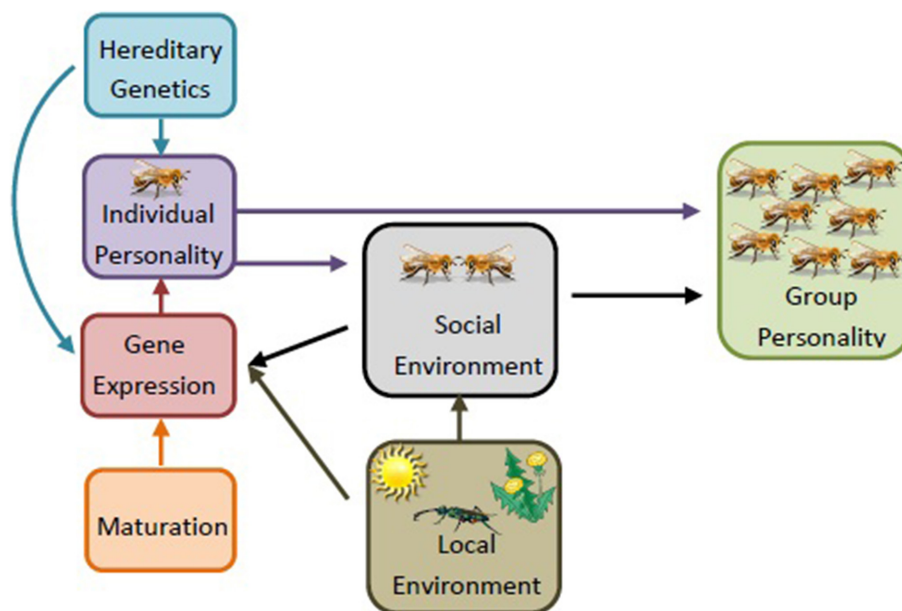 Hereditary
Genetics
Individual
Personality
Gene
Expression
Maturation
Social
Environment
Local
Environment
Group
Personality